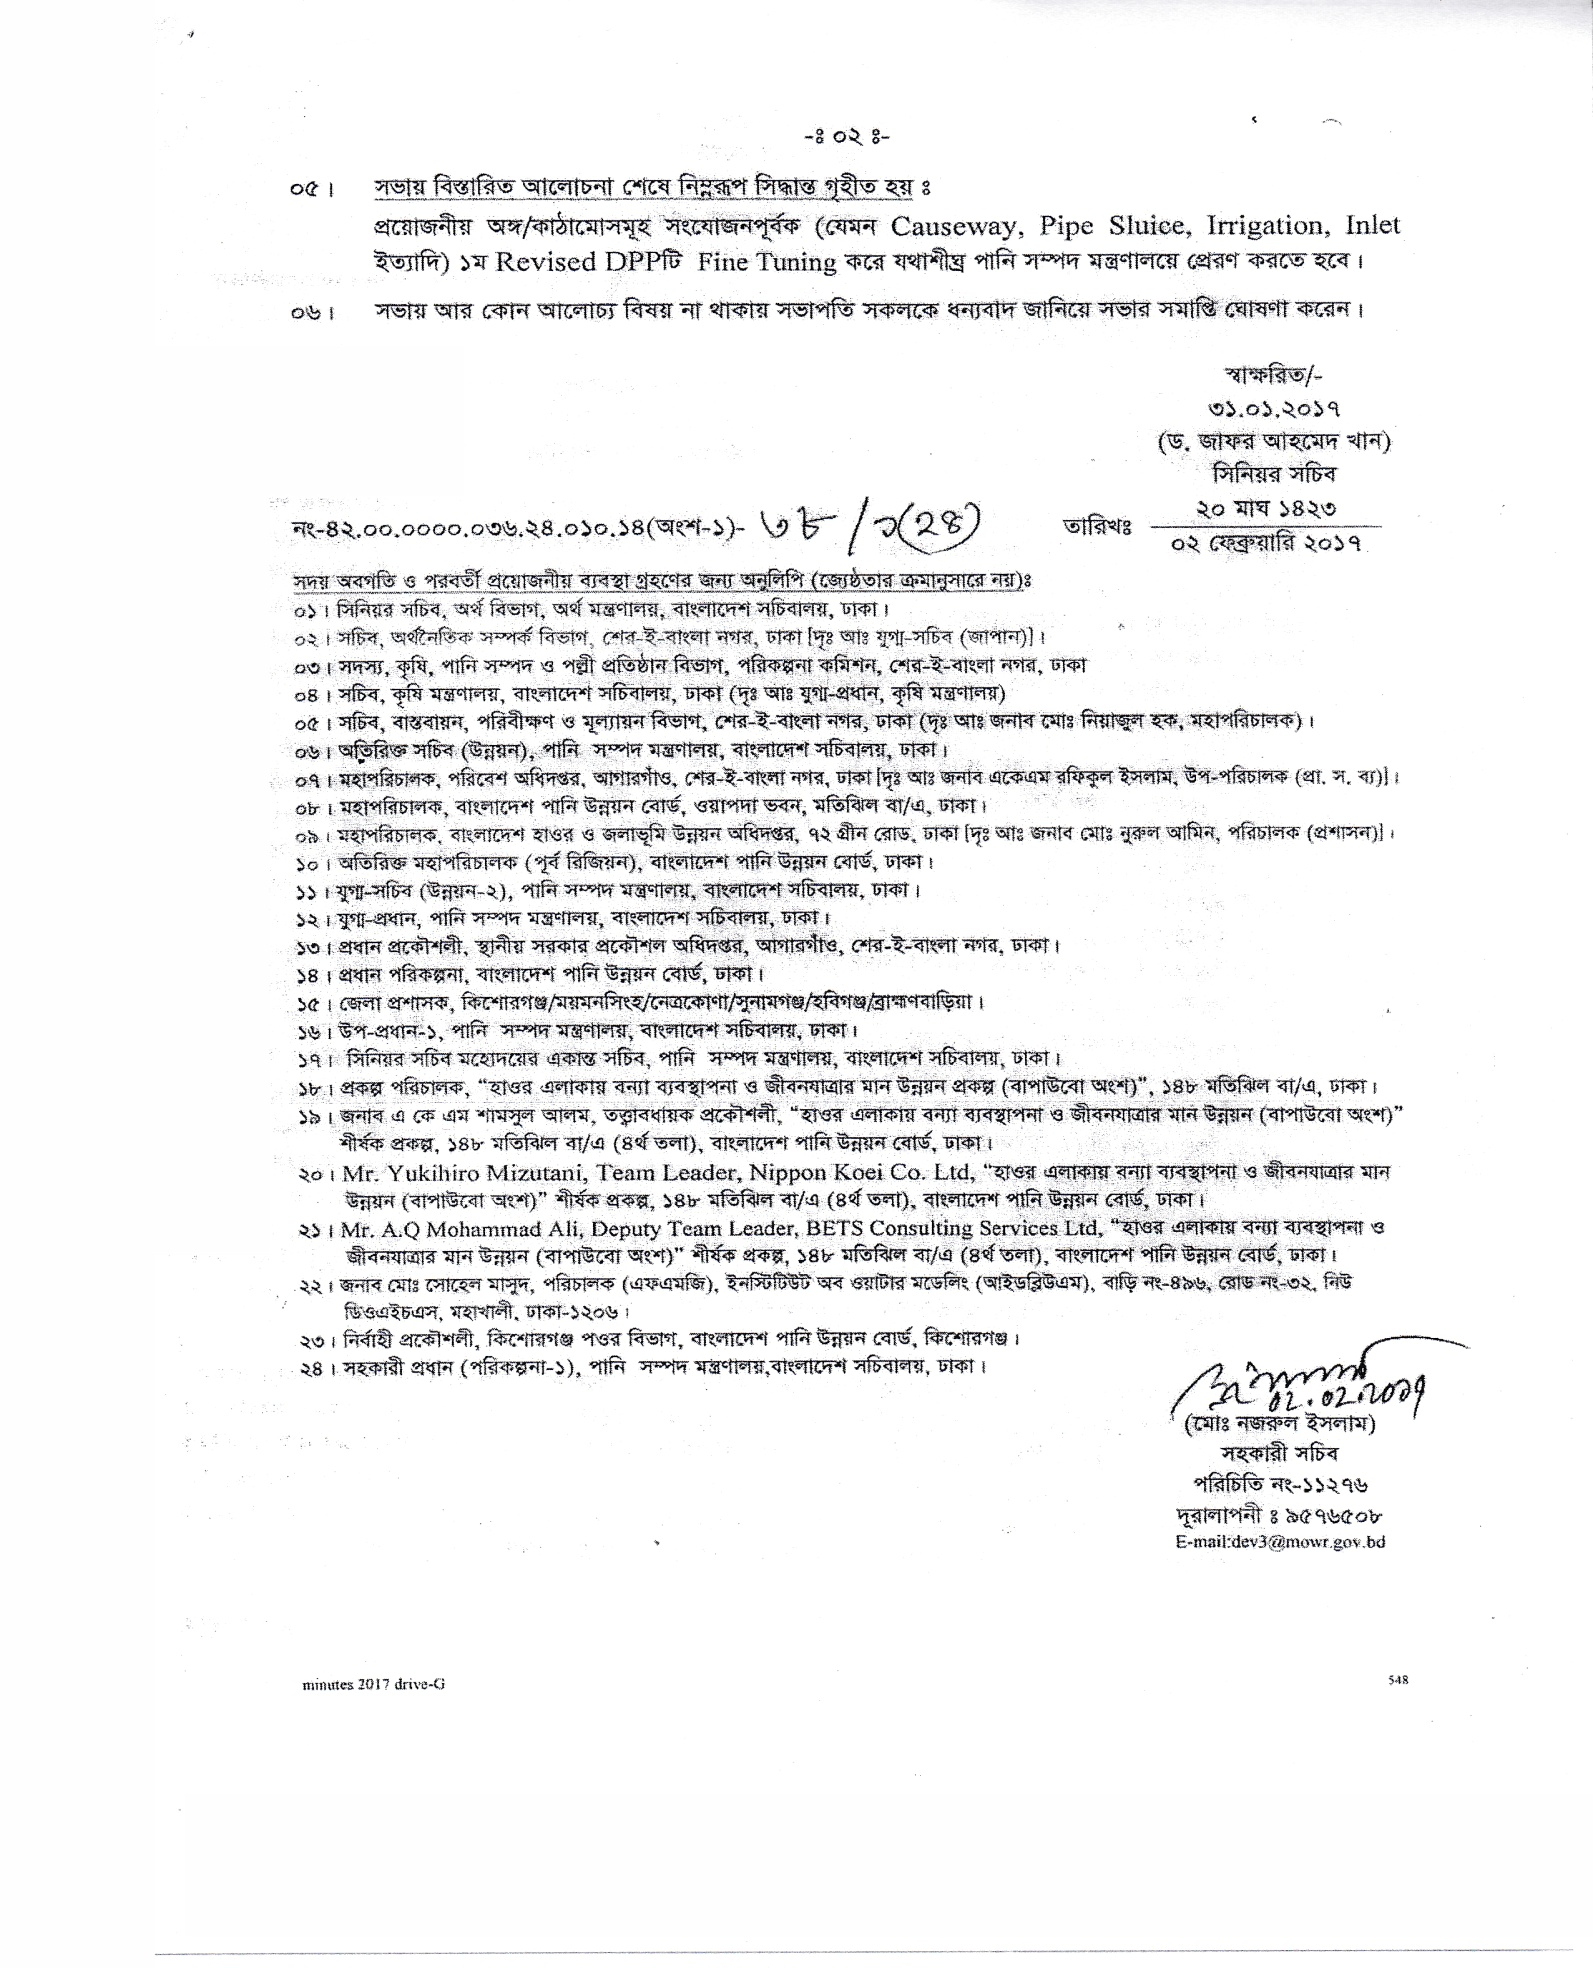 -ঃ ০২ ঃ-
০৫। সভায় বিস্তারিত আলোচনা শেষে নিম্নরূপ সিদ্ধান্ত গৃহীত হয় ঃ
প্রয়োজনীয় অঙ্গ/কাঠামোসমূহ সংযোজনপূর্বক (যেমন Causeway, Pipe Sluice, Irrigation, Inlet
ইত্যাদি) ১ম Revised DPPটি Fine Tuning করে যথাশীঘ্র পানি সম্পদ মন্ত্রণালয়ে প্রেরণ করতে হবে।
০৬। সভায় আর কোন আলোচ্য বিষয় না থাকায় সভাপতি সকলকে ধন্যবাদ জানিয়ে সভার সমাপ্তি ঘোষণা করেন।
স্বাক্ষরিত/-
৩১.০১.২০১৭
(ড. জাফর আহমেদ খান)
সিনিয়র সচিব
নং-৪২.০০.০০০০.০৩৬.২৪.০১০.১৪(অংশ-১)- ৩৮/১(২৪) তারিখঃ ২০ মাঘ ১৪২৩
০২ ফেব্রুয়ারি ২০১৭
সদয় অবগতি ও পরবর্তী প্রয়োজনীয় ব্যবস্থা গ্রহণের জন্য অনুলিপি (জ্যেষ্ঠতার ক্রমানুসারে নয়)ঃ
০১। সিনিয়র সচিব, অর্থ বিভাগ, অর্থ মন্ত্রণালয়, বাংলাদেশ সচিবালয়, ঢাকা।
০২। সচিব, অর্থনৈতিক সম্পর্ক বিভাগ, শের-ই-বাংলা নগর, ঢাকা [দৃঃ আঃ যুগ্ম-সচিব (জাপান)]।
০৩। সদস্য, কৃষি, পানি সম্পদ ও পল্লী প্রতিষ্ঠান বিভাগ, পরিকল্পনা কমিশন, শের-ই-বাংলা নগর, ঢাকা
০৪। সচিব, কৃষি মন্ত্রণালয়, বাংলাদেশ সচিবালয়, ঢাকা (দৃঃ আঃ যুগ্ম-প্রধান, কৃষি মন্ত্রণালয়)
০৫। সচিব, বাস্তবায়ন, পরিবীক্ষণ ও মূল্যায়ন বিভাগ, শের-ই-বাংলা নগর, ঢাকা (দৃঃ আঃ জনাব মোঃ নিয়াজুল হক, মহাপরিচালক)।
০৬। অতিরিক্ত সচিব (উন্নয়ন), পানি সম্পদ মন্ত্রণালয়, বাংলাদেশ সচিবালয়, ঢাকা।
০৭। মহাপরিচালক, পরিবেশ অধিদপ্তর, আগারগাঁও, শের-ই-বাংলা নগর, ঢাকা [দৃঃ আঃ জনাব একেএম রফিকুল ইসলাম, উপ-পরিচালক (প্রা. স. ব্য)]।
০৮। মহাপরিচালক, বাংলাদেশ পানি উন্নয়ন বোর্ড, ওয়াপদা ভবন, মতিঝিল বা/এ, ঢাকা।
০৯। মহাপরিচালক, বাংলাদেশ হাওর ও জলাভূমি উন্নয়ন অধিদপ্তর, ৭২ গ্রীন রোড, ঢাকা [দৃঃ আঃ জনাব মোঃ নুরুল আমিন, পরিচালক (প্রশাসন)]।
১০। অতিরিক্ত মহাপরিচালক (পূর্ব রিজিয়ন), বাংলাদেশ পানি উন্নয়ন বোর্ড, ঢাকা।
১১। যুগ্ম-সচিব (উন্নয়ন-২), পানি সম্পদ মন্ত্রণালয়, বাংলাদেশ সচিবালয়, ঢাকা।
১২। যুগ্ম-প্রধান, পানি সম্পদ মন্ত্রণালয়, বাংলাদেশ সচিবালয়, ঢাকা।
১৩। প্রধান প্রকৌশলী, স্থানীয় সরকার প্রকৌশল অধিদপ্তর, আগারগাঁও, শের-ই-বাংলা নগর, ঢাকা।
১৪। প্রধান পরিকল্পনা, বাংলাদেশ পানি উন্নয়ন বোর্ড, ঢাকা।
১৫। জেলা প্রশাসক, কিশোরগঞ্জ/ময়মনসিংহ/নেত্রকোণা/সুনামগঞ্জ/হবিগঞ্জ/ব্রাহ্মণবাড়িয়া।
১৬। উপ-প্রধান-১, পানি সম্পদ মন্ত্রণালয়, বাংলাদেশ সচিবালয়, ঢাকা।
১৭। সিনিয়র সচিব মহোদয়ের একান্ত সচিব, পানি সম্পদ মন্ত্রণালয়, বাংলাদেশ সচিবালয়, ঢাকা।
১৮। প্রকল্প পরিচালক, “হাওর এলাকায় বন্যা ব্যবস্থাপনা ও জীবনযাত্রার মান উন্নয়ন প্রকল্প (বাপাউবো অংশ)”, ১৪৮ মতিঝিল বা/এ, ঢাকা।
১৯। জনাব এ কে এম শামসুল আলম, তত্ত্বাবধায়ক প্রকৌশলী, “হাওর এলাকায় বন্যা ব্যবস্থাপনা ও জীবনযাত্রার মান উন্নয়ন (বাপাউবো অংশ)”
শীর্ষক প্রকল্প, ১৪৮ মতিঝিল বা/এ (৪র্থ তলা), বাংলাদেশ পানি উন্নয়ন বোর্ড, ঢাকা।
২০। Mr. Yukihiro Mizutani, Team Leader, Nippon Koei Co. Ltd, “হাওর এলাকায় বন্যা ব্যবস্থাপনা ও জীবনযাত্রার মান
উন্নয়ন (বাপাউবো অংশ)” শীর্ষক প্রকল্প, ১৪৮ মতিঝিল বা/এ (৪র্থ তলা), বাংলাদেশ পানি উন্নয়ন বোর্ড, ঢাকা।
২১। Mr. A.Q Mohammad Ali, Deputy Team Leader, BETS Consulting Services Ltd, “হাওর এলাকায় বন্যা ব্যবস্থাপনা ও
জীবনযাত্রার মান উন্নয়ন (বাপাউবো অংশ)” শীর্ষক প্রকল্প, ১৪৮ মতিঝিল বা/এ (৪র্থ তলা), বাংলাদেশ পানি উন্নয়ন বোর্ড, ঢাকা।
২২। জনাব মোঃ সোহেল মাসুদ, পরিচালক (এফএমজি), ইনস্টিটিউট অব ওয়াটার মডেলিং (আইডব্লিউএম), বাড়ি নং-৪৯৬, রোড নং-৩২, নিউ
ডিওএইচএস, মহাখালী, ঢাকা-১২০৬।
২৩। নির্বাহী প্রকৌশলী, কিশোরগঞ্জ পওর বিভাগ, বাংলাদেশ পানি উন্নয়ন বোর্ড, কিশোরগঞ্জ।
২৪। সহকারী প্রধান (পরিকল্পনা-১), পানি সম্পদ মন্ত্রণালয়,বাংলাদেশ সচিবালয়, ঢাকা।
০২.০২.২০১৭
(মোঃ নজরুল ইসলাম)
সহকারী সচিব
পরিচিতি নং-১১২৭৬
দূরালাপনী ঃ ৯৫৭৬৫০৮
E-mail:dev3@mowr.gov.bd
minutes 2017 drive-G 548